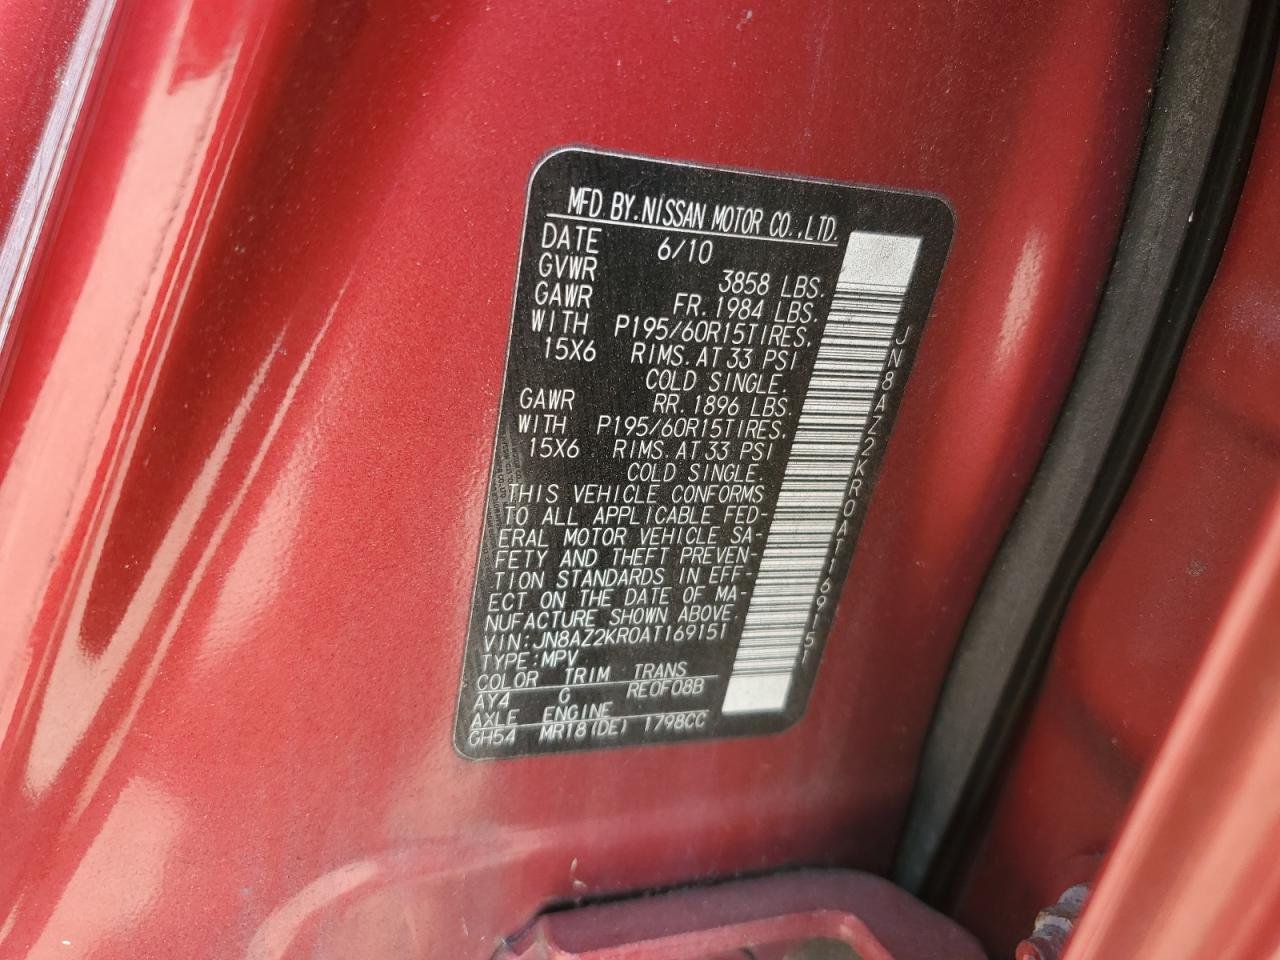 MFD. BY. NISSAN MOTOR CO.,LTD.
DATE 6/10
GVWR 3858 LBS.
GAWR FR. 1984 LBS.
WITH P195/60R15TIRES.
15X6 RIMS. AT 33 PSI
COLD SINGLE.
GAWR RR. 1896 LBS.
WITH P195/60R15TIRES.
15X6 RIMS. AT 33 PSI
COLD SINGLE.
THIS VEHICLE CONFORMS
TO ALL APPLICABLE FED-
ERAL MOTOR VEHICLE SA-
FETY AND THEFT PREVEN-
TION STANDARDS IN EFF-
ECT ON THE DATE OF MA-
NUFACTURE SHOWN ABOVE.
VIN:JN8AZ2KR0AT169151
TYPE:MPV
COLOR TRIM TRANS
AY4 G RE0F08B
AXLE ENGINE
GH54 MR18(DE) 1798CC
JN8AZ2KR0AT169151